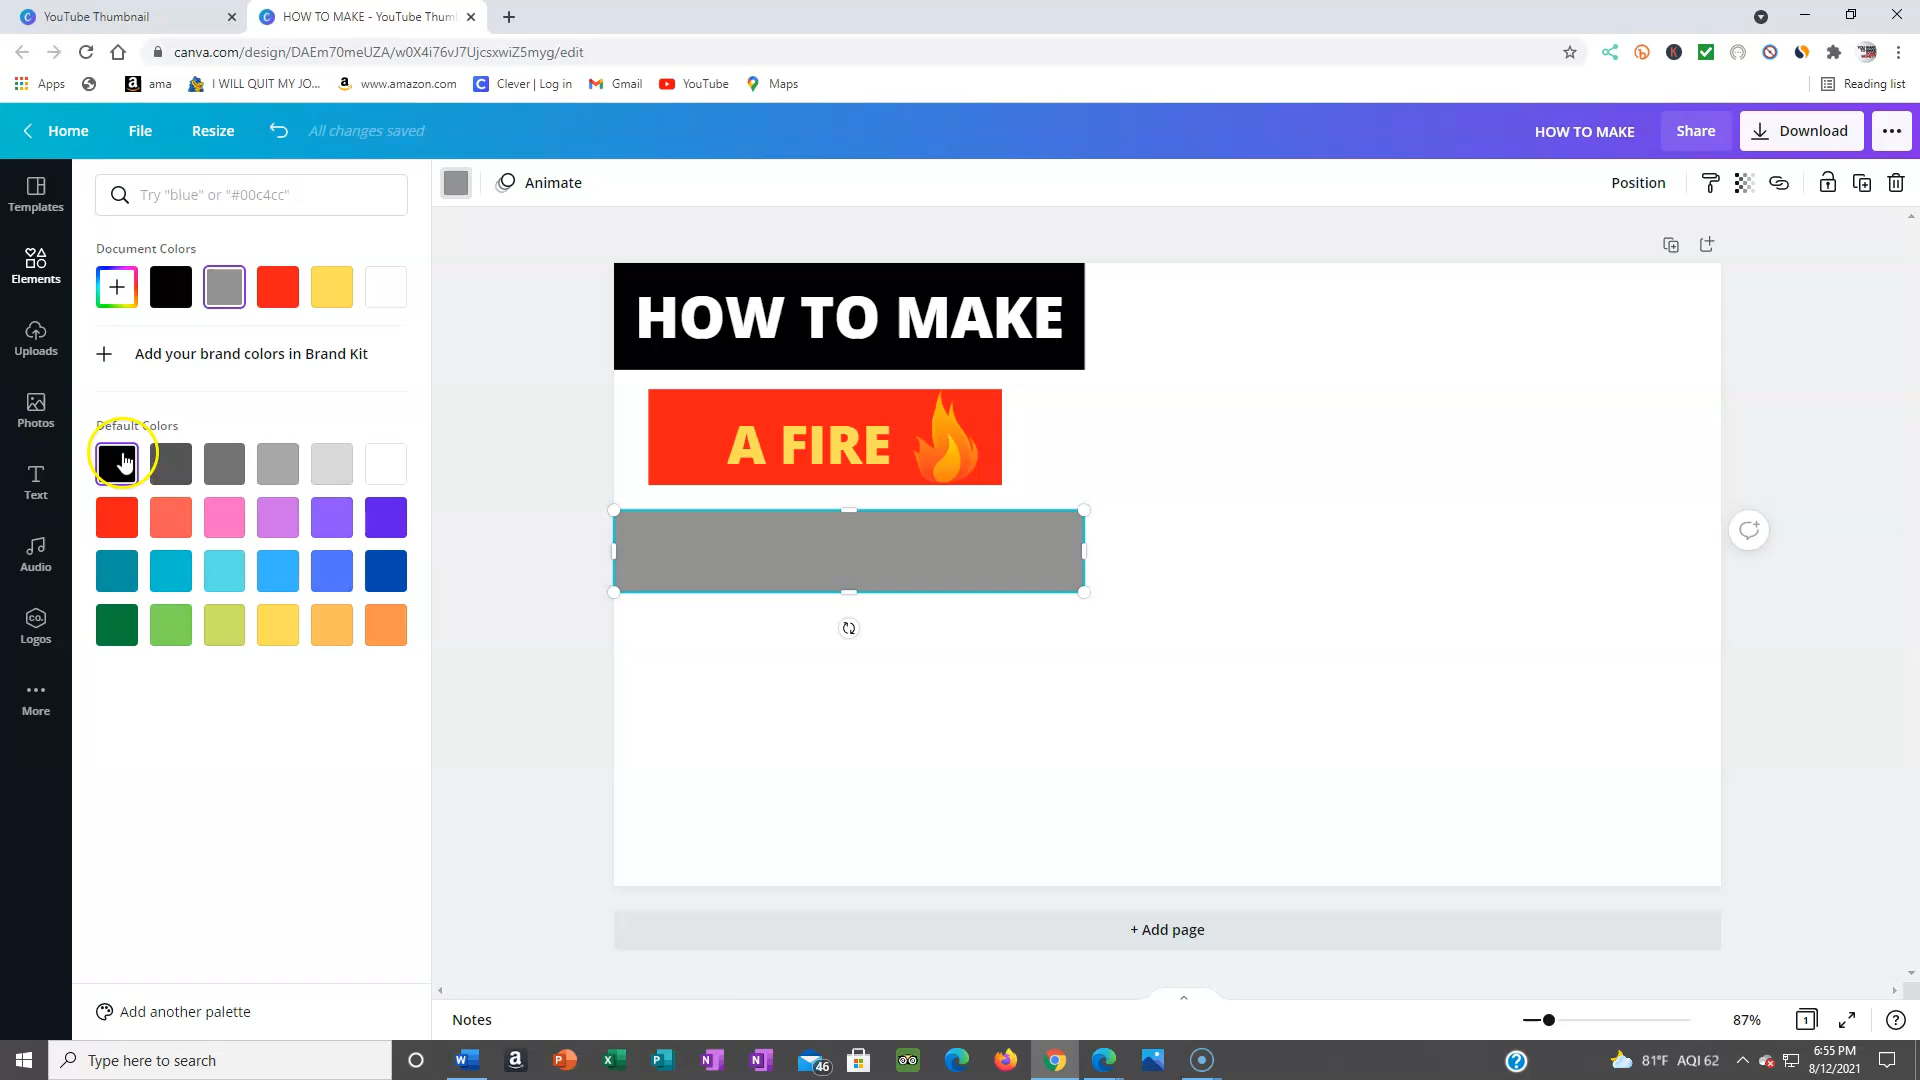 YouTube Thumbnail
HOW TO MAKE - YouTube Thum
canva.com/design/DAEm70meUZA/w0X4i76vJ7UjcsxwiZ5myg/edit
Apps
ama
I WILL QUIT MY JO...
www.amazon.com
Clever | Log in
Gmail
YouTube
Maps
Reading list
Home
File
Resize
All changes saved
HOW TO MAKE
Share
Download
Templates
Elements
Uploads
Photos
Text
Audio
CO.
Logos
More
Try "blue" or "#00c4cc"
Document Colors
Add your brand colors in Brand Kit
Default Colors
Add another palette
Animate
Position
HOW TO MAKE
A FIRE
+ Add page
Notes
87%
1
Type here to search
46
81°F AQI 62
6:55 PM
8/12/2021